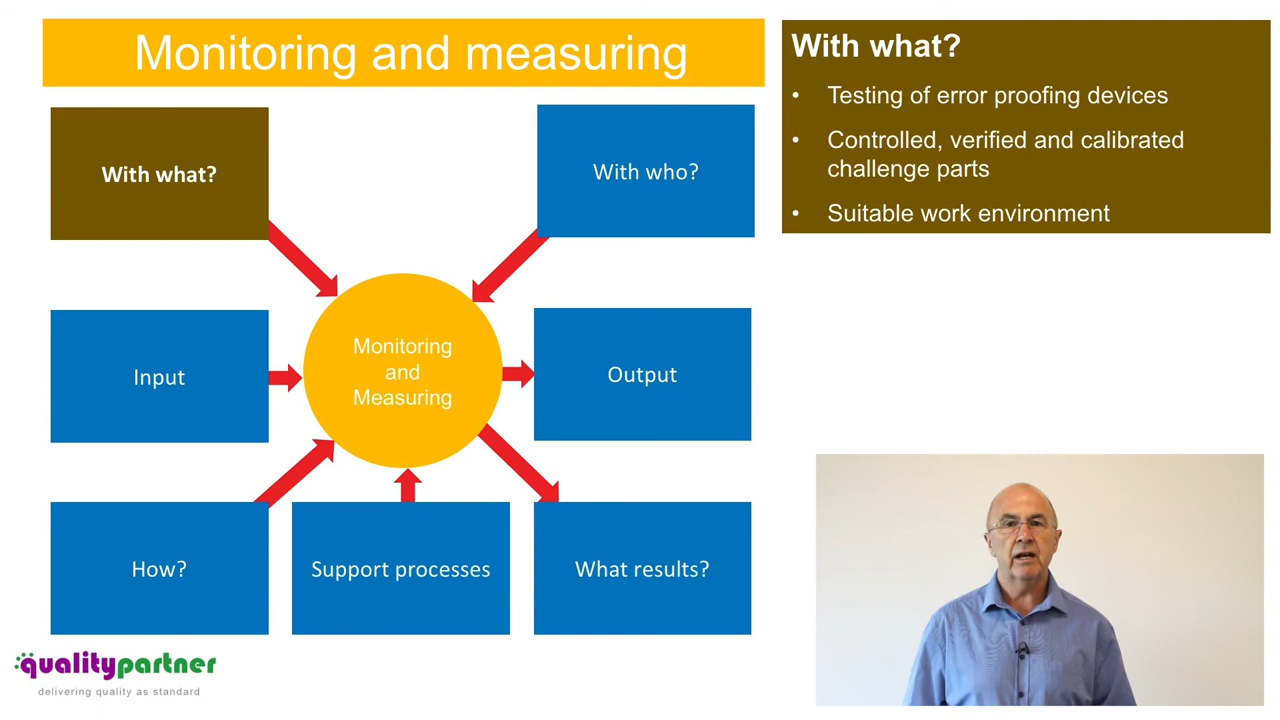 Monitoring and measuring
With what?
With who?
Input
Monitoring
and
Measuring
Output
How?
Support processes
What results?
With what?
• Testing of error proofing devices
• Controlled, verified and calibrated
challenge parts
• Suitable work environment
qualitypartner
delivering quality as standard